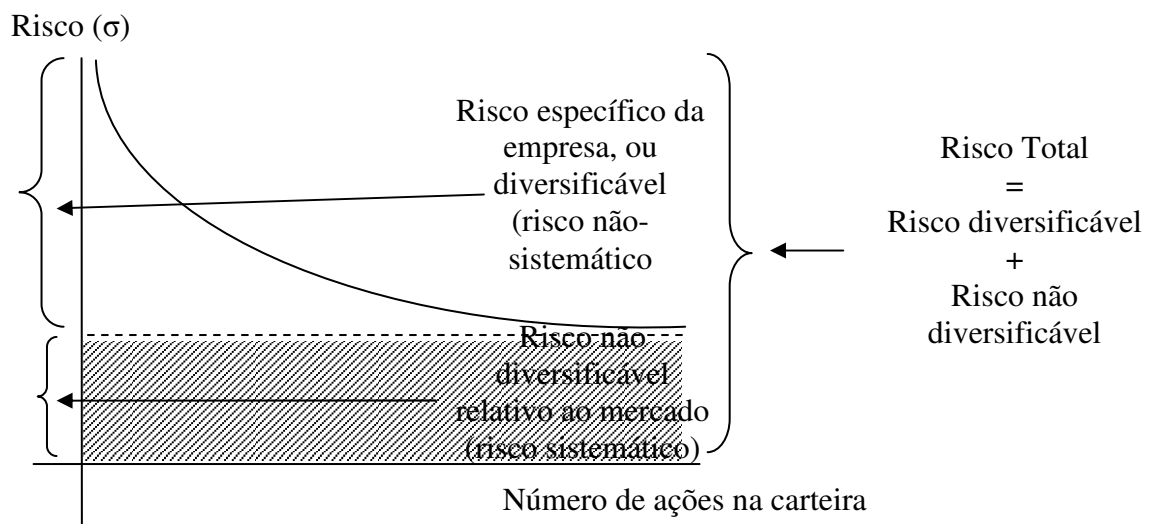 Risco (σ)
Risco específico da
empresa, ou
diversificável
(risco não-
sistemático
Risco Total
=
Risco diversificável
+
Risco não
diversificável
Risco não
diversificável
relativo ao mercado
(risco sistemático)
Número de ações na carteira